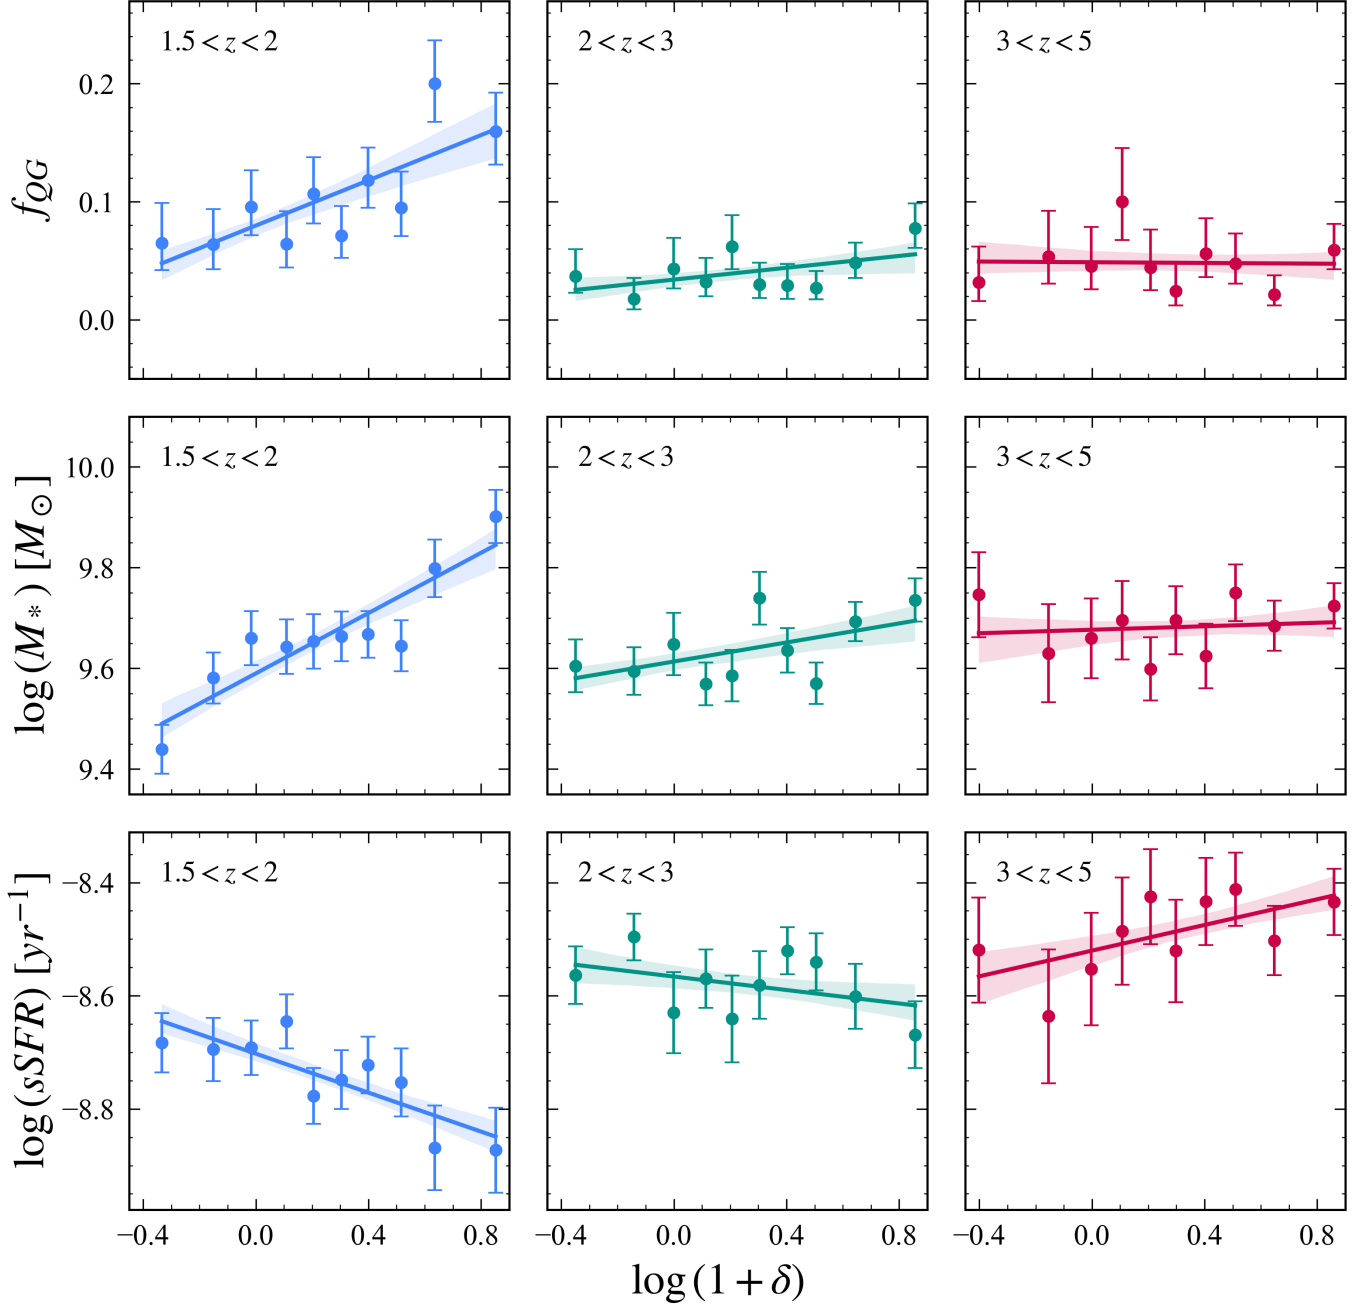 1.5 < z < 2
2 < z < 3
3 < z < 5
0.2
0.1
0.0
f_QG
1.5 < z < 2
2 < z < 3
3 < z < 5
10.0
9.8
9.6
9.4
log (M*) [M⊙]
1.5 < z < 2
2 < z < 3
3 < z < 5
−8.4
−8.6
−8.8
log (sSFR) [yr⁻¹]
−0.4 0.0 0.4 0.8
−0.4 0.0 0.4 0.8
−0.4 0.0 0.4 0.8
log (1 + δ)